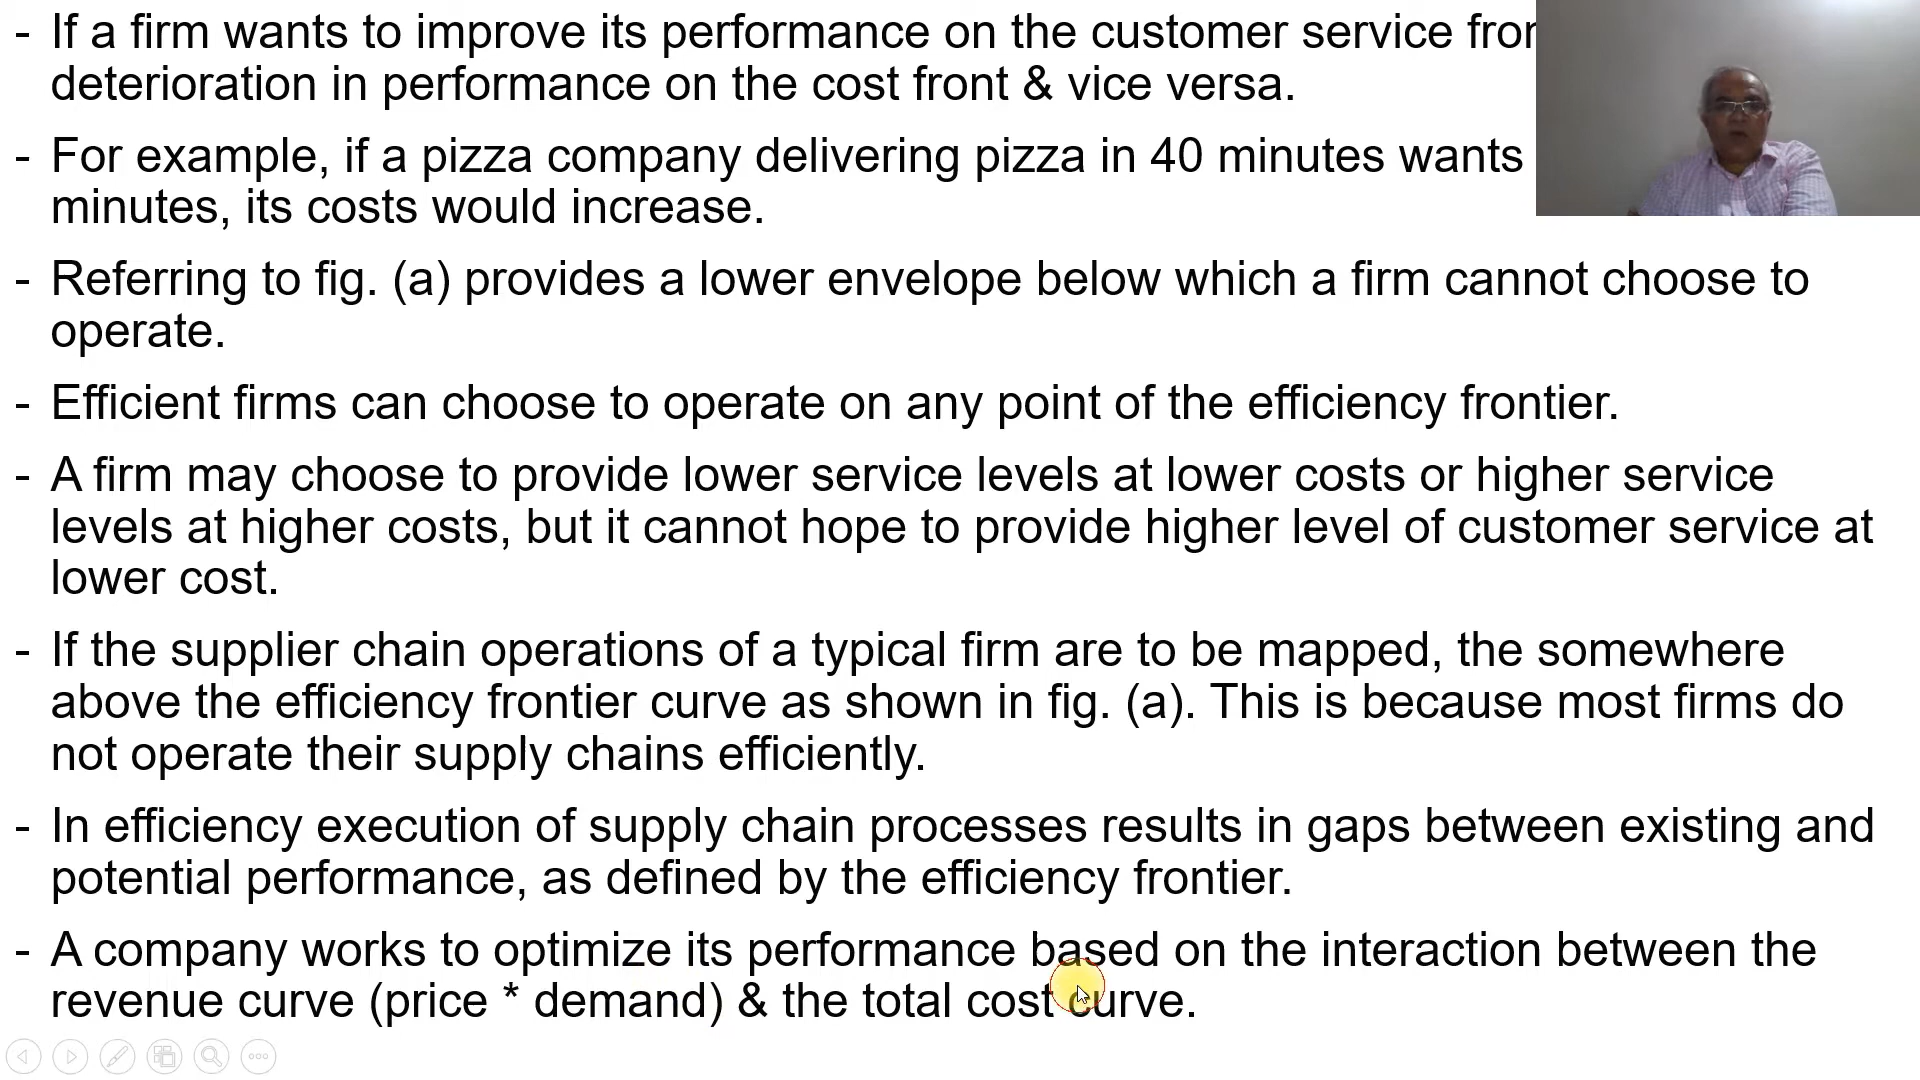 - If a firm wants to improve its performance on the customer service
deterioration in performance on the cost front & vice versa.
- For example, if a pizza company delivering pizza in 40 minutes wants
minutes, its costs would increase.
- Referring to fig. (a) provides a lower envelope below which a firm cannot choose to
operate.
- Efficient firms can choose to operate on any point of the efficiency frontier.
- A firm may choose to provide lower service levels at lower costs or higher service
levels at higher costs, but it cannot hope to provide higher level of customer service at
lower cost.
- If the supplier chain operations of a typical firm are to be mapped, the somewhere
above the efficiency frontier curve as shown in fig. (a). This is because most firms do
not operate their supply chains efficiently.
- In efficiency execution of supply chain processes results in gaps between existing and
potential performance, as defined by the efficiency frontier.
- A company works to optimize its performance based on the interaction between the
revenue curve (price * demand) & the total cost curve.